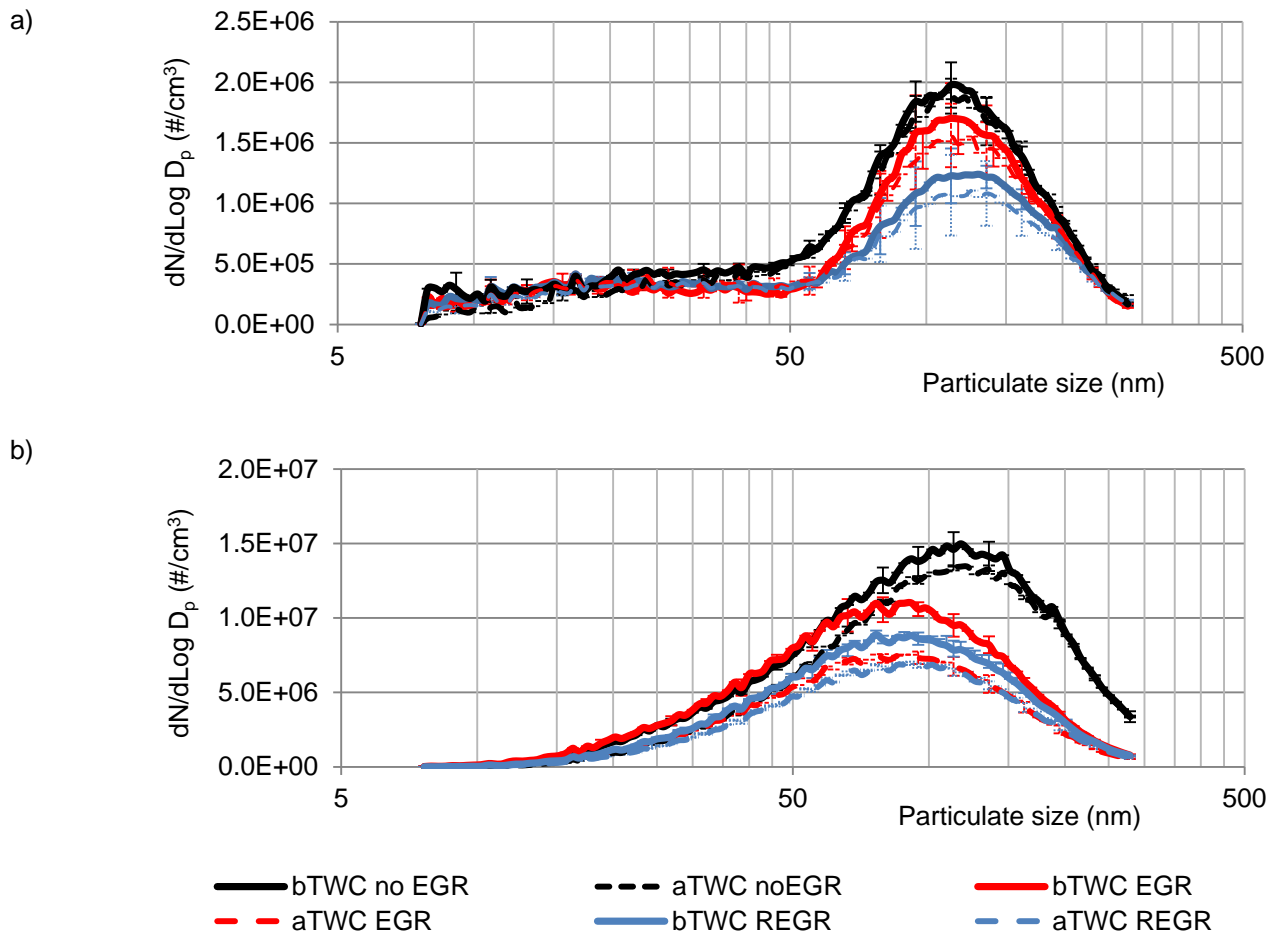 a)
dN/dLog Dp (#/cm³)
2.5E+06
2.0E+06
1.5E+06
1.0E+06
5.0E+05
0.0E+00
5
50
500
Particulate size (nm)
b)
dN/dLog Dp (#/cm³)
2.0E+07
1.5E+07
1.0E+07
5.0E+06
0.0E+00
5
50
500
Particulate size (nm)
bTWC no EGR
aTWC noEGR
bTWC EGR
aTWC EGR
bTWC REGR
aTWC REGR